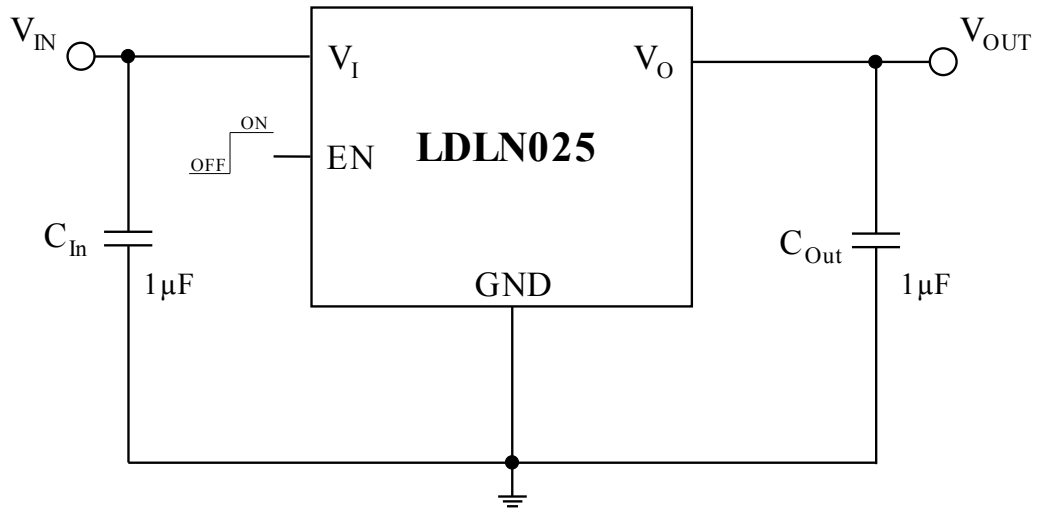 V_IN
V_OUT
V_I
V_O
ON
OFF
EN
LDLN025
C_In
1µF
C_Out
1µF
GND